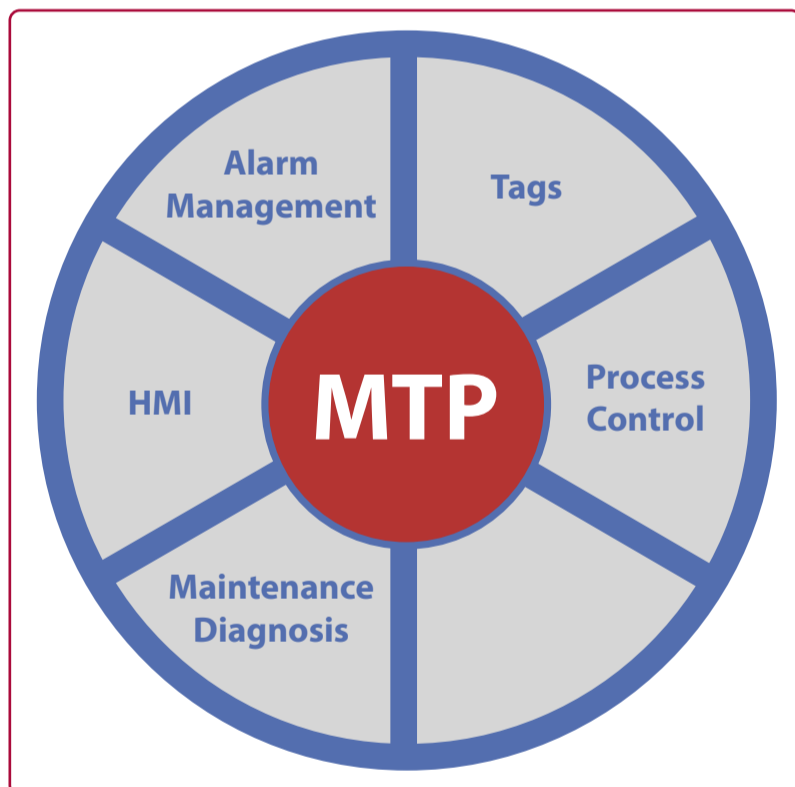 Alarm
Management
Tags
HMI
MTP
Process
Control
Maintenance
Diagnosis